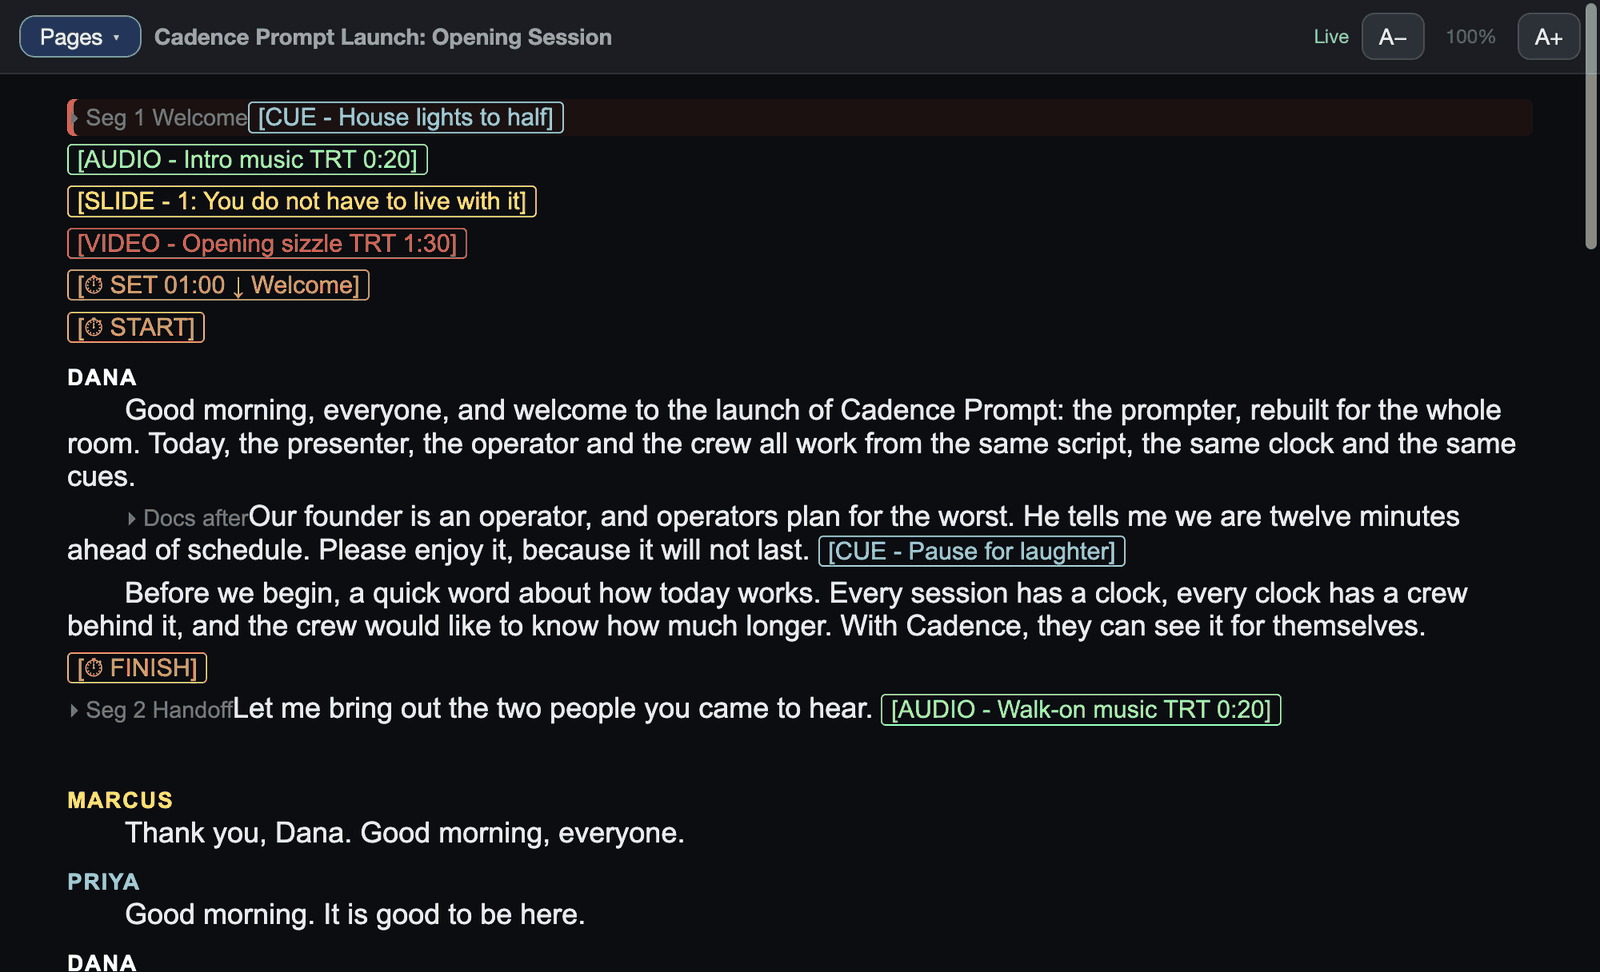 Pages ▾ Cadence Prompt Launch: Opening Session Live A– 100% A+
Seg 1 Welcome [CUE - House lights to half]
[AUDIO - Intro music TRT 0:20]
[SLIDE - 1: You do not have to live with it]
[VIDEO - Opening sizzle TRT 1:30]
[⏱ SET 01:00 ↓ Welcome]
[⏱ START]
DANA
Good morning, everyone, and welcome to the launch of Cadence Prompt: the prompter, rebuilt for the whole
room. Today, the presenter, the operator and the crew all work from the same script, the same clock and the same
cues.
Docs after Our founder is an operator, and operators plan for the worst. He tells me we are twelve minutes
ahead of schedule. Please enjoy it, because it will not last. [CUE - Pause for laughter]
Before we begin, a quick word about how today works. Every session has a clock, every clock has a crew
behind it, and the crew would like to know how much longer. With Cadence, they can see it for themselves.
[⏱ FINISH]
Seg 2 Handoff Let me bring out the two people you came to hear. [AUDIO - Walk-on music TRT 0:20]
MARCUS
Thank you, Dana. Good morning, everyone.
PRIYA
Good morning. It is good to be here.
DANA